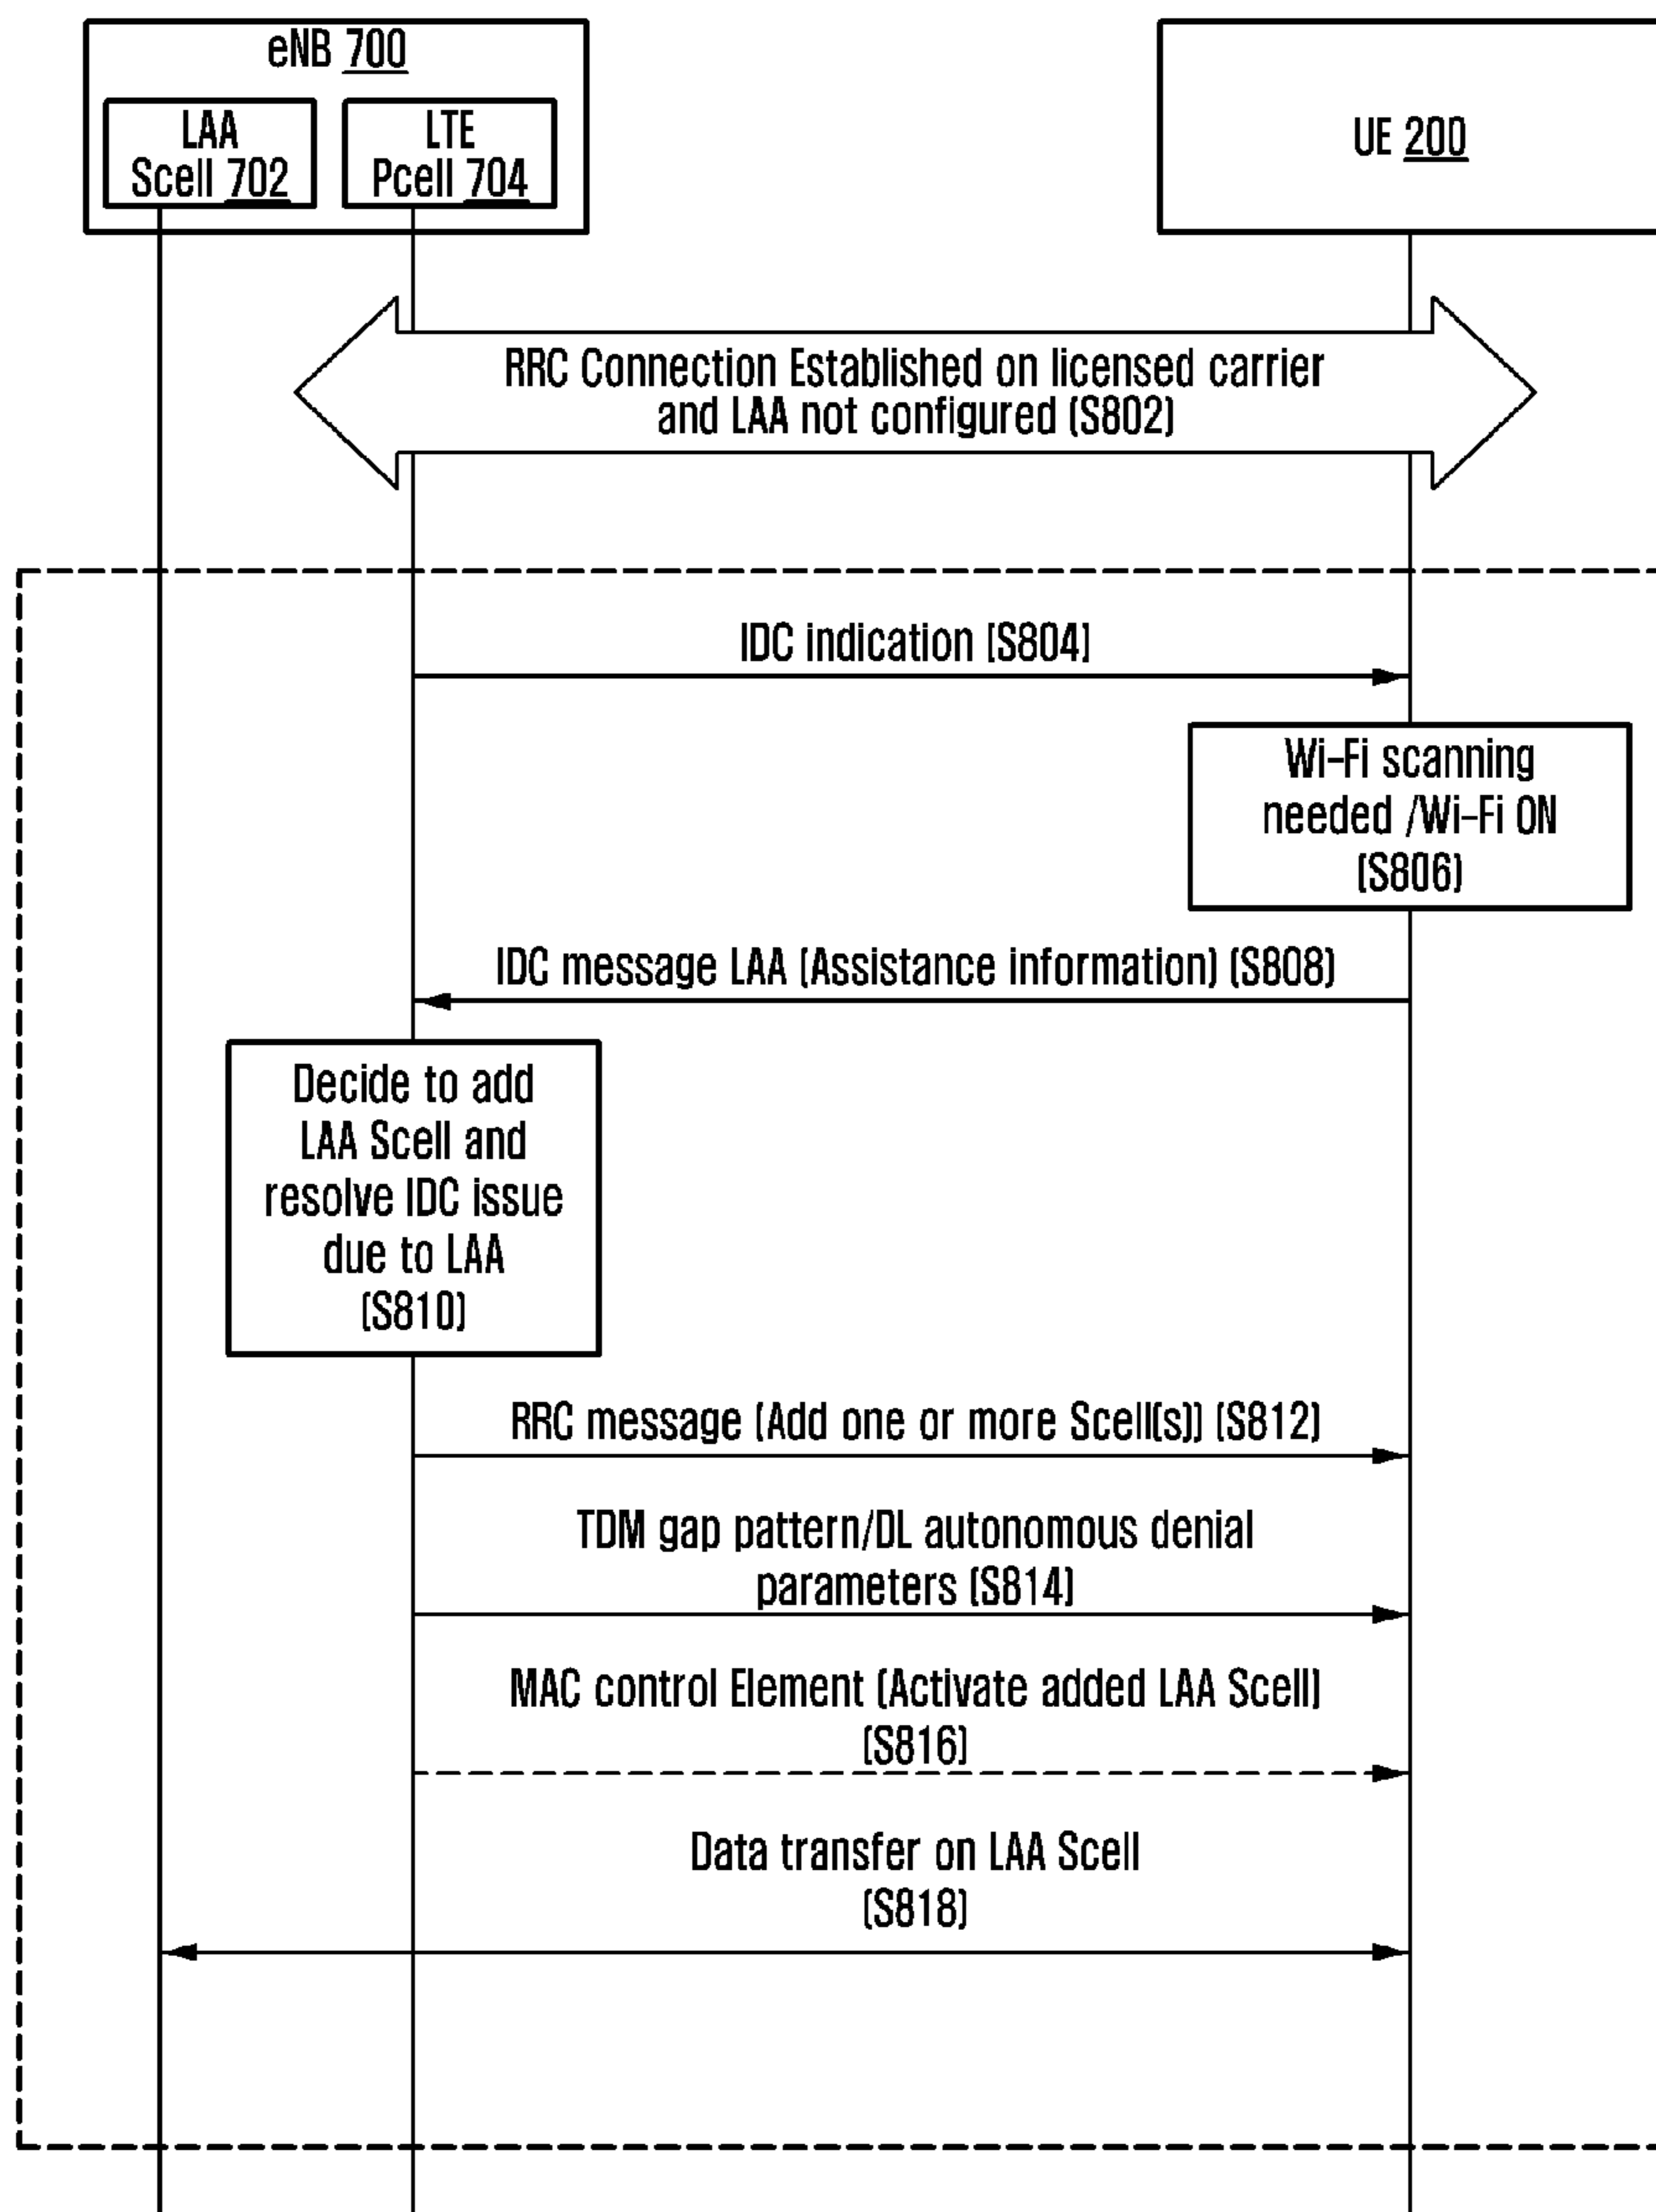 eNB 700
LAA
Scell 702
LTE
Pcell 704
UE 200
RRC Connection Established on licensed carrier
and LAA not configured (S802)
IDC indication (S804)
Wi-Fi scanning
needed /Wi-Fi ON
(S806)
IDC message LAA (Assistance information) (S808)
Decide to add
LAA Scell and
resolve IDC issue
due to LAA
(S810)
RRC message (Add one or more Scell(s)) (S812)
TDM gap pattern/DL autonomous denial
parameters (S814)
MAC control Element (Activate added LAA Scell)
(S816)
Data transfer on LAA Scell
(S818)